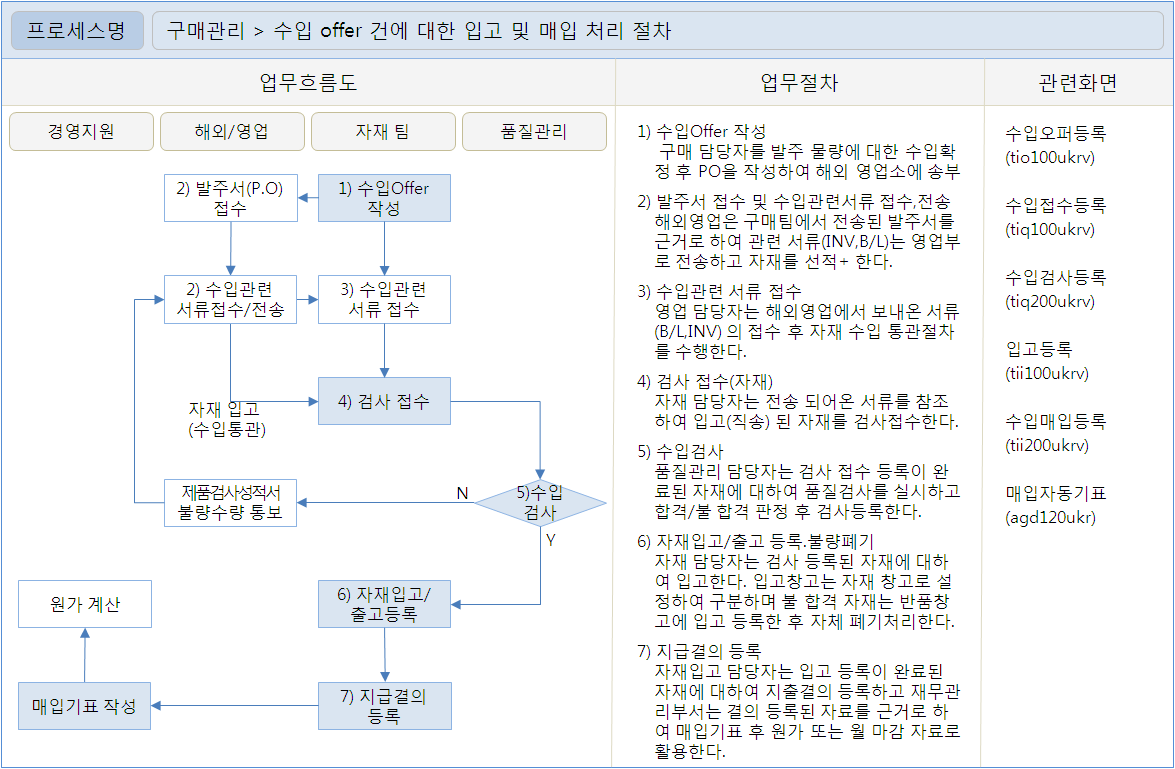 프로세스명
구매관리 > 수입 offer 건에 대한 입고 및 매입 처리 절차
업무흐름도
업무절차
관련화면
경영지원
해외/영업
자재 팀
품질관리
2) 발주서(P.O)
접수
1) 수입Offer
작성
2) 수입관련
서류접수/전송
3) 수입관련
서류 접수
4) 검사 접수
자재 입고
(수입통관)
제품검사성적서
불량수량 통보
N
5)수입
검사
Y
원가 계산
6) 자재입고/
출고등록
매입기표 작성
7) 지급결의
등록
1) 수입Offer 작성
구매 담당자를 발주 물량에 대한 수입확
정 후 PO을 작성하여 해외 영업소에 송부
2) 발주서 접수 및 수입관련서류 접수,전송
해외영업은 구매팀에서 전송된 발주서를
근거로 하여 관련 서류(INV,B/L)는 영업부
로 전송하고 자재를 선적+ 한다.
3) 수입관련 서류 접수
영업 담당자는 해외영업에서 보내온 서류
(B/L,INV) 의 접수 후 자재 수입 통관절차
를 수행한다.
4) 검사 접수(자재)
자재 담당자는 전송 되어온 서류를 참조
하여 입고(직송) 된 자재를 검사접수한다.
5) 수입검사
품질관리 담당자는 검사 접수 등록이 완
료된 자재에 대하여 품질검사를 실시하고
합격/불 합격 판정 후 검사등록한다.
6) 자재입고/출고 등록.불량폐기
자재 담당자는 검사 등록된 자재에 대하
여 입고한다. 입고창고는 자재 창고로 설
정하여 구분하며 불 합격 자재는 반품창
고에 입고 등록한 후 자체 폐기처리한다.
7) 지급결의 등록
자재입고 담당자는 입고 등록이 완료된
자재에 대하여 지출결의 등록하고 재무관
리부서는 결의 등록된 자료를 근거로 하
여 매입기표 후 원가 또는 월 마감 자료로
활용한다.
수입오퍼등록
(tio100ukrv)
수입접수등록
(tiq100ukrv)
수입검사등록
(tiq200ukrv)
입고등록
(tii100ukrv)
수입매입등록
(tii200ukrv)
매입자동기표
(agd120ukr)